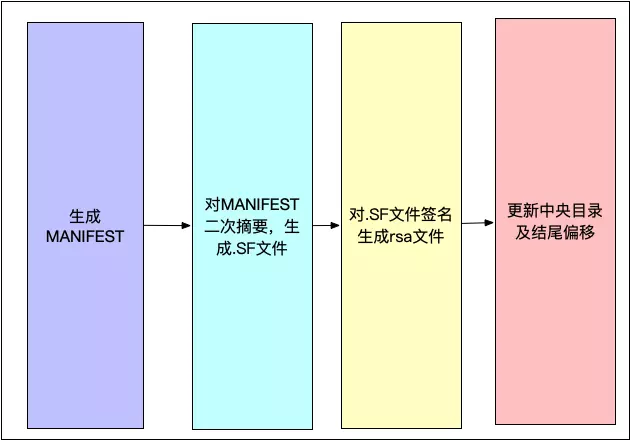 生成
MANIFEST
对MANIFEST
二次摘要，生
成.SF文件
对.SF文件签名
生成rsa文件
更新中央目录
及结尾偏移